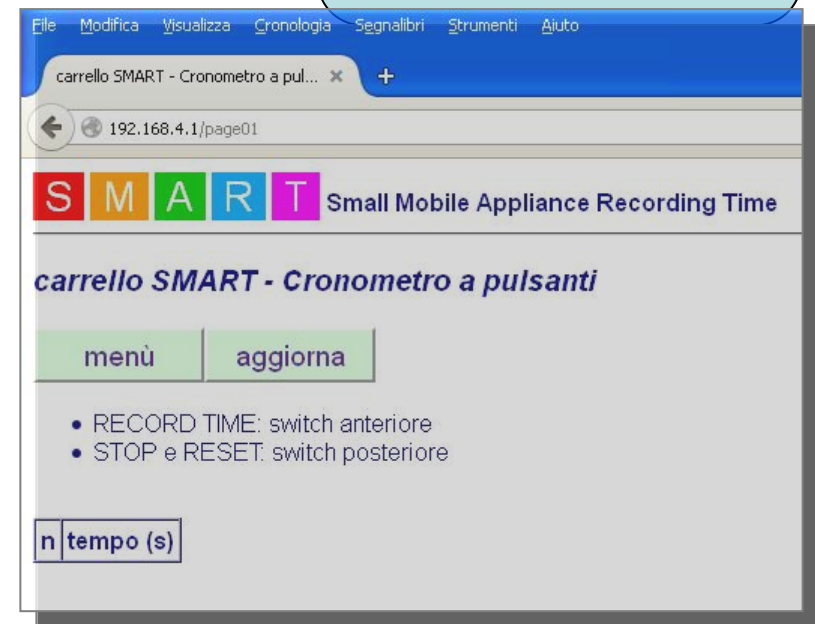 File Modifica Visualizza Cronologia Segnalibri Strumenti Aiuto
carrello SMART - Cronometro a pul... × +
192.168.4.1/page01
S M A R T Small Mobile Appliance Recording Time
carrello SMART - Cronometro a pulsanti
menù aggiorna
• RECORD TIME: switch anteriore
• STOP e RESET: switch posteriore
n tempo (s)